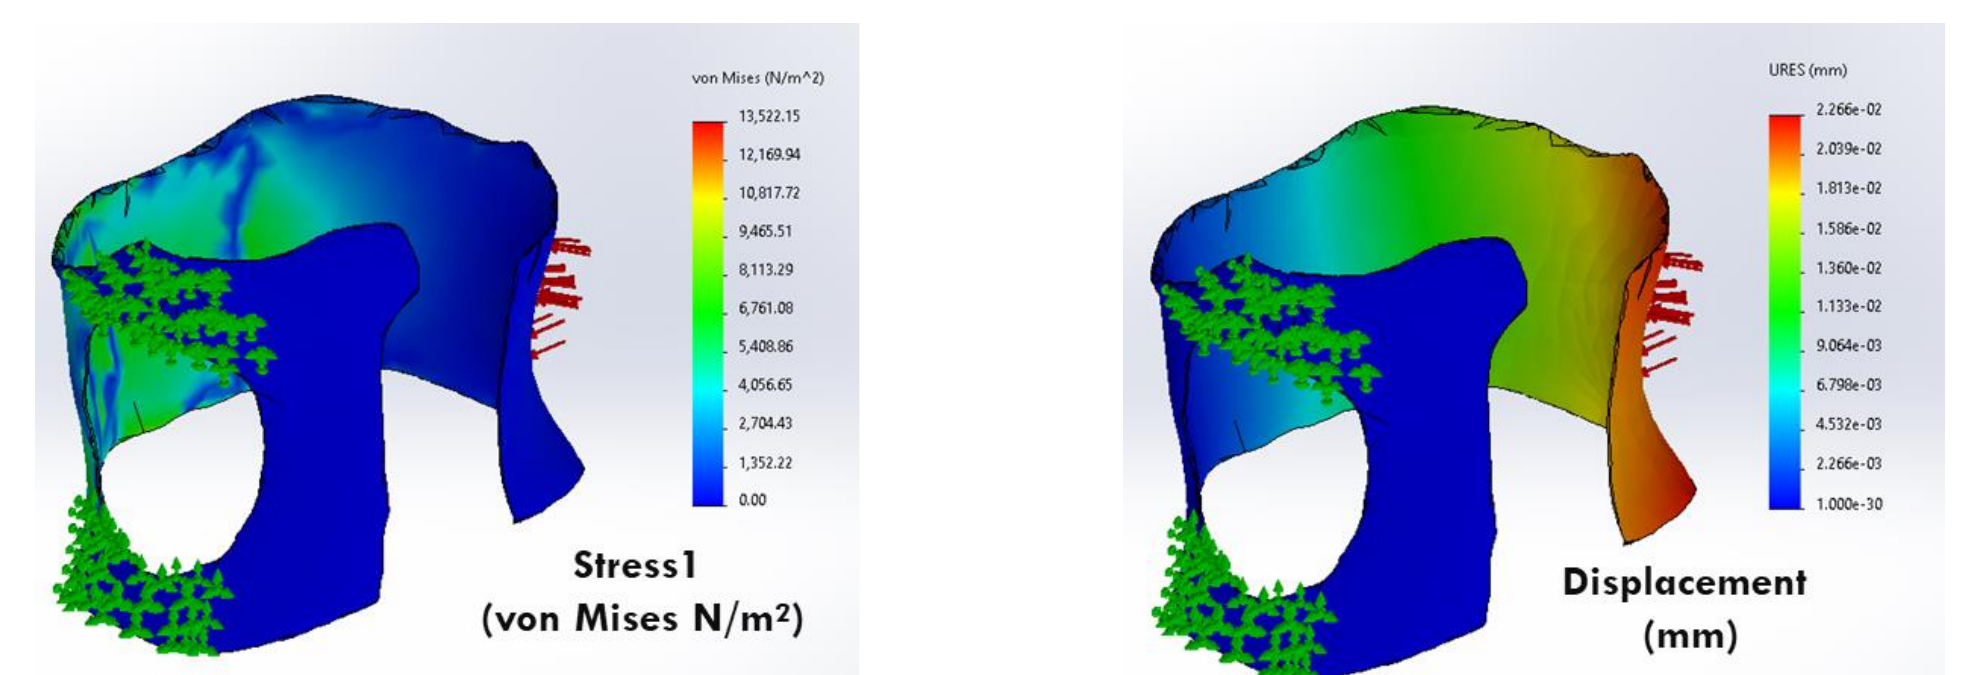 von Mises (N/m^2)
13,522.15
12,169.94
10,817.72
9,465.51
8,113.29
6,761.08
5,408.86
4,056.65
2,704.43
1,352.22
0.00
Stress1
(von Mises N/m²)
URES (mm)
2.266e-02
2.039e-02
1.813e-02
1.586e-02
1.360e-02
1.133e-02
9.064e-03
6.798e-03
4.532e-03
2.266e-03
1.000e-30
Displacement
(mm)